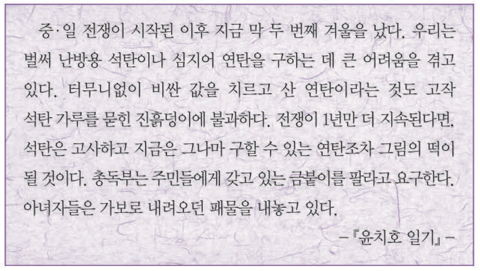 중·일 전쟁이 시작된 이후 지금 막 두 번째 겨울을 났다. 우리는
벌써 난방용 석탄이나 심지어 연탄을 구하는 데 큰 어려움을 겪고
있다. 터무니없이 비싼 값을 치르고 산 연탄이라는 것도 고작
석탄 가루를 묻힌 진흙덩이에 불과하다. 전쟁이 1년만 더 지속된다면,
석탄은 고사하고 지금은 그나마 구할 수 있는 연탄조차 그림의 떡이
될 것이다. 총독부는 주민들에게 갖고 있는 금붙이를 팔라고 요구한다.
아녀자들은 가보로 내려오던 패물을 내놓고 있다.
-『윤치호 일기』-